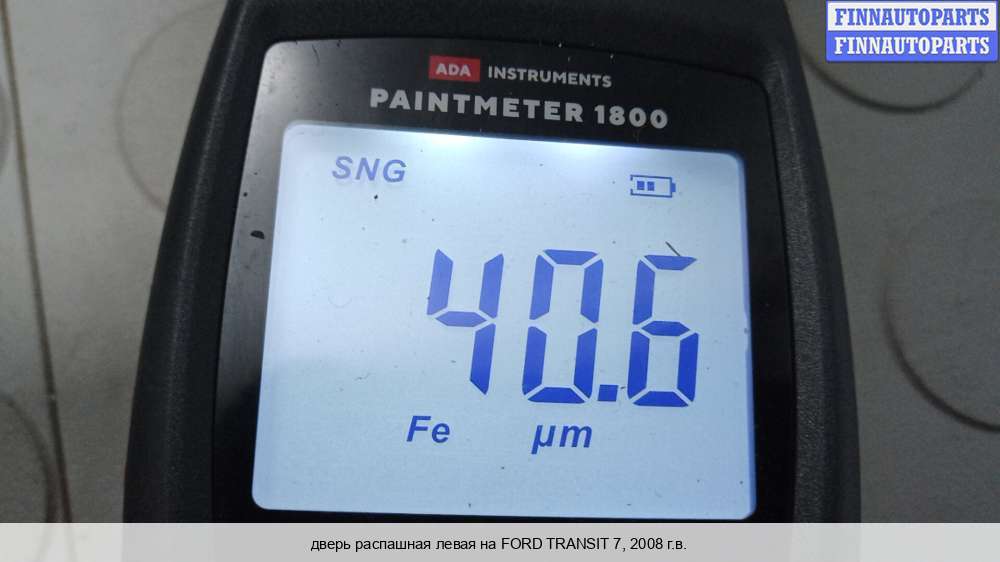 FINNAUTOPARTS
FINNAUTOPARTS
ADA INSTRUMENTS
PAINTMETER 1800
SNG
40.6
Fe µm
дверь распашная левая на FORD TRANSIT 7, 2008 г.в.